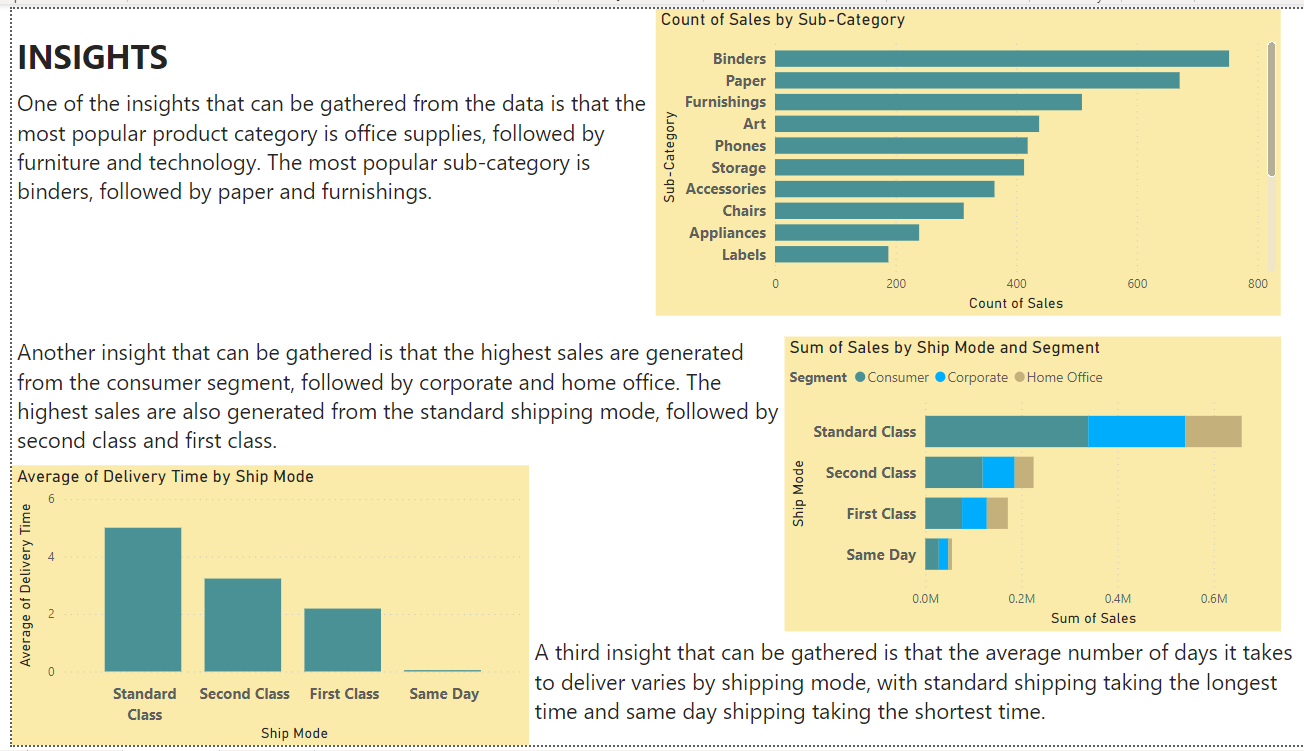 INSIGHTS
One of the insights that can be gathered from the data is that the
most popular product category is office supplies, followed by
furniture and technology. The most popular sub-category is
binders, followed by paper and furnishings.
Count of Sales by Sub-Category
Sub-Category
Binders
Paper
Furnishings
Art
Phones
Storage
Accessories
Chairs
Appliances
Labels
0 200 400 600 800
Count of Sales
Another insight that can be gathered is that the highest sales are generated
from the consumer segment, followed by corporate and home office. The
highest sales are also generated from the standard shipping mode, followed by
second class and first class.
Sum of Sales by Ship Mode and Segment
Segment Consumer Corporate Home Office
Ship Mode
Standard Class
Second Class
First Class
Same Day
0.0M 0.2M 0.4M 0.6M
Sum of Sales
Average of Delivery Time by Ship Mode
Average of Delivery Time
6
4
2
0
Standard Class Second Class First Class Same Day
Ship Mode
A third insight that can be gathered is that the average number of days it takes
to deliver varies by shipping mode, with standard shipping taking the longest
time and same day shipping taking the shortest time.